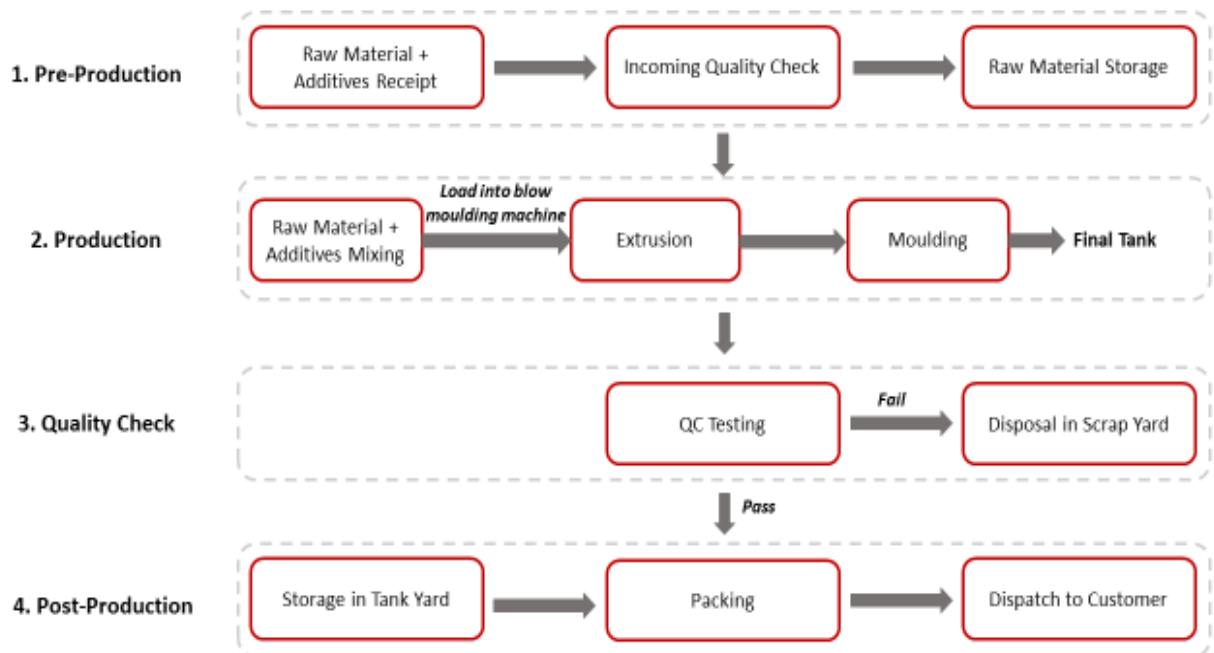 1. Pre-Production
Raw Material +
Additives Receipt
Incoming Quality Check
Raw Material Storage
2. Production
Raw Material +
Additives Mixing
Load into blow
moulding machine
Extrusion
Moulding
Final Tank
3. Quality Check
QC Testing
Fail
Disposal in Scrap Yard
Pass
4. Post-Production
Storage in Tank Yard
Packing
Dispatch to Customer